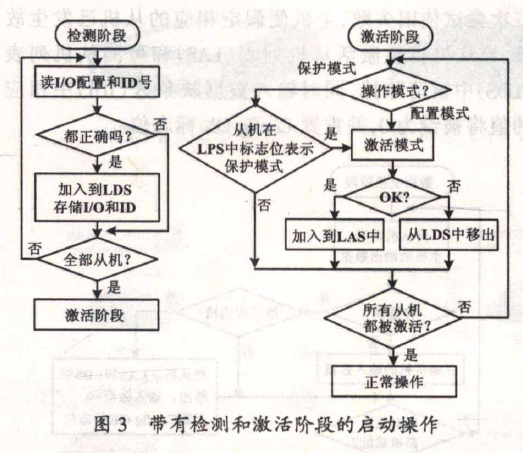 检测阶段
读I/O配置和ID号
都正确吗?
是
否
加入到LDS
存储I/O和ID
否
全部从机?
是
激活阶段
激活阶段
保护模式
操作模式?
配置模式
从机在
LPS中标志位表示
保护模式
是
否
激活模式
是
OK?
否
加入到LAS中
从LDS中移出
所有从机
都被激活?
否
是
正常操作
图3 带有检测和激活阶段的启动操作